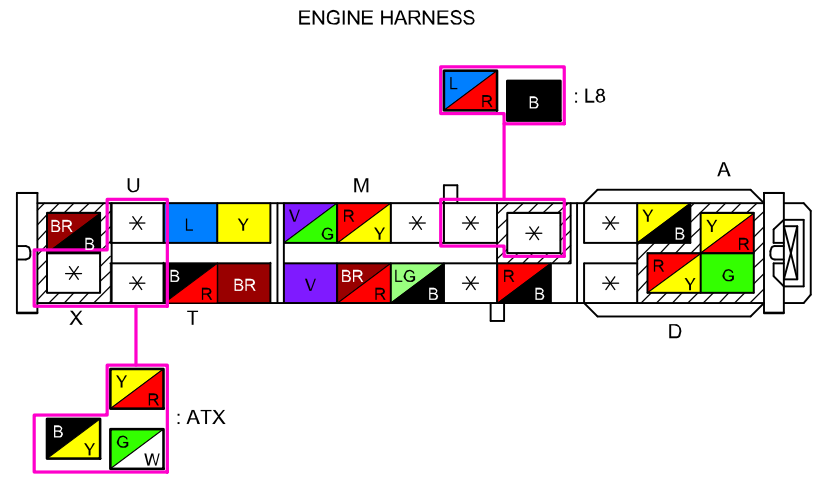 ENGINE HARNESS
L R B : L8
U M A
BR B * L Y V G R Y * * * * Y B Y R
* * B R BR V BR R LG B * R B * R Y G
X T D
Y R
: ATX
B Y G W